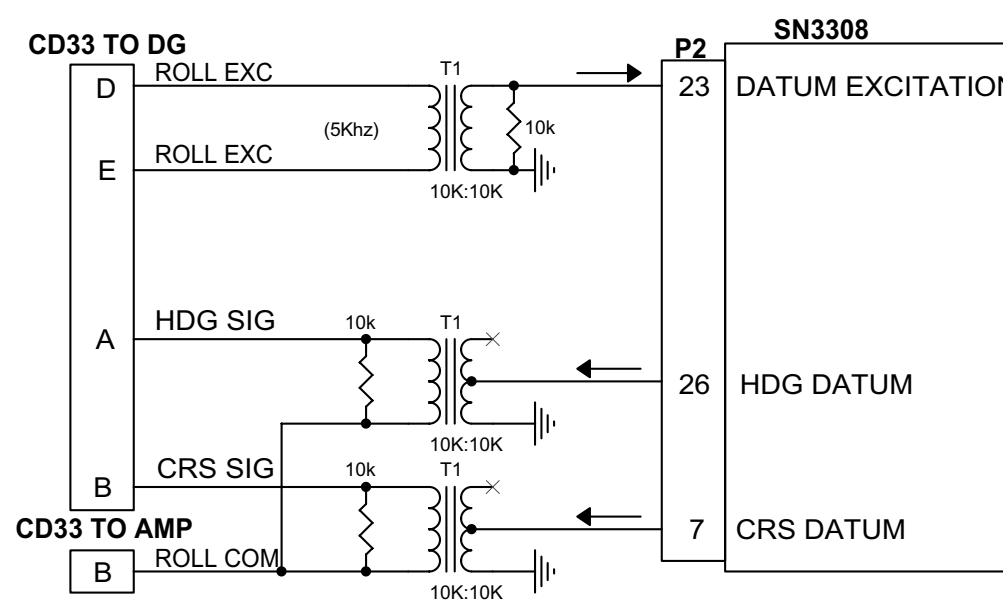 SN3308
CD33 TO DG
P2
D
ROLL EXC
T1
23
DATUM EXCITATION
(5Khz)
10k
E
ROLL EXC
10K:10K
A
HDG SIG
10k
T1
26
HDG DATUM
10K:10K
B
CRS SIG
10k
T1
7
CRS DATUM
CD33 TO AMP
B
ROLL COM
10K:10K